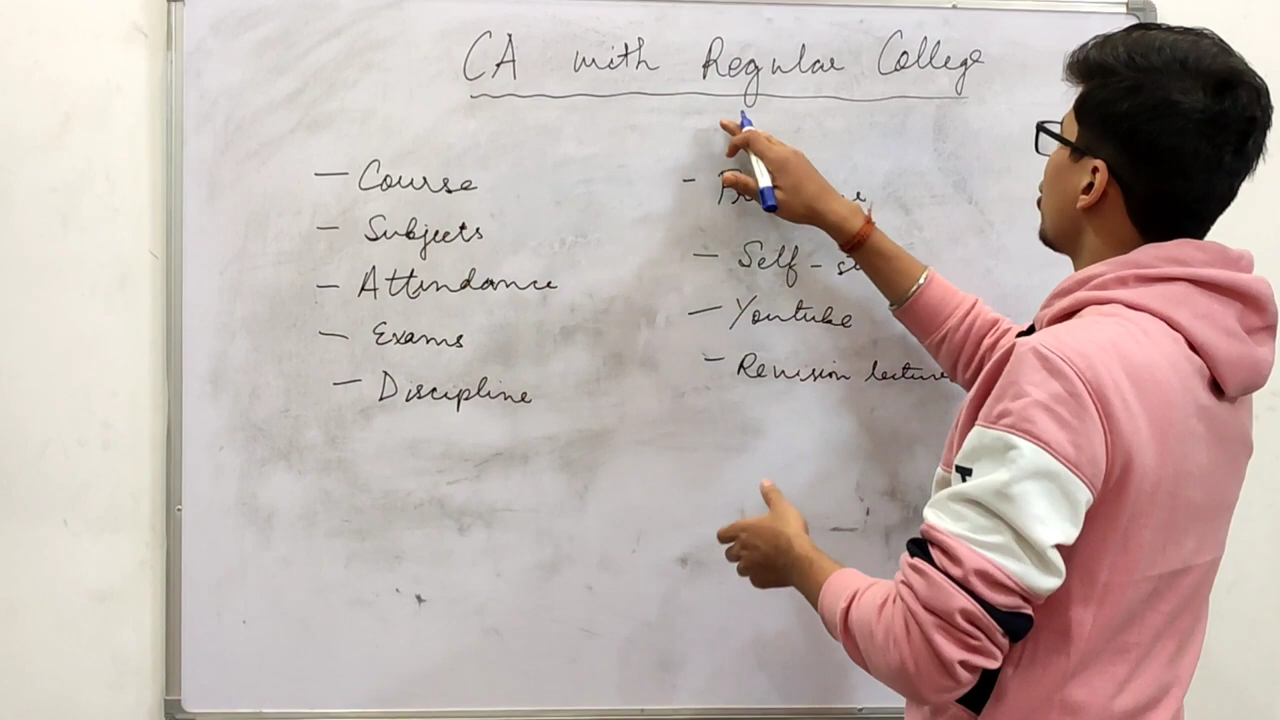 CA with Regular College
- Course
- Subjects
- Attendance
- Exams
- Discipline
- Self-
- Youtube
- Revision lecture